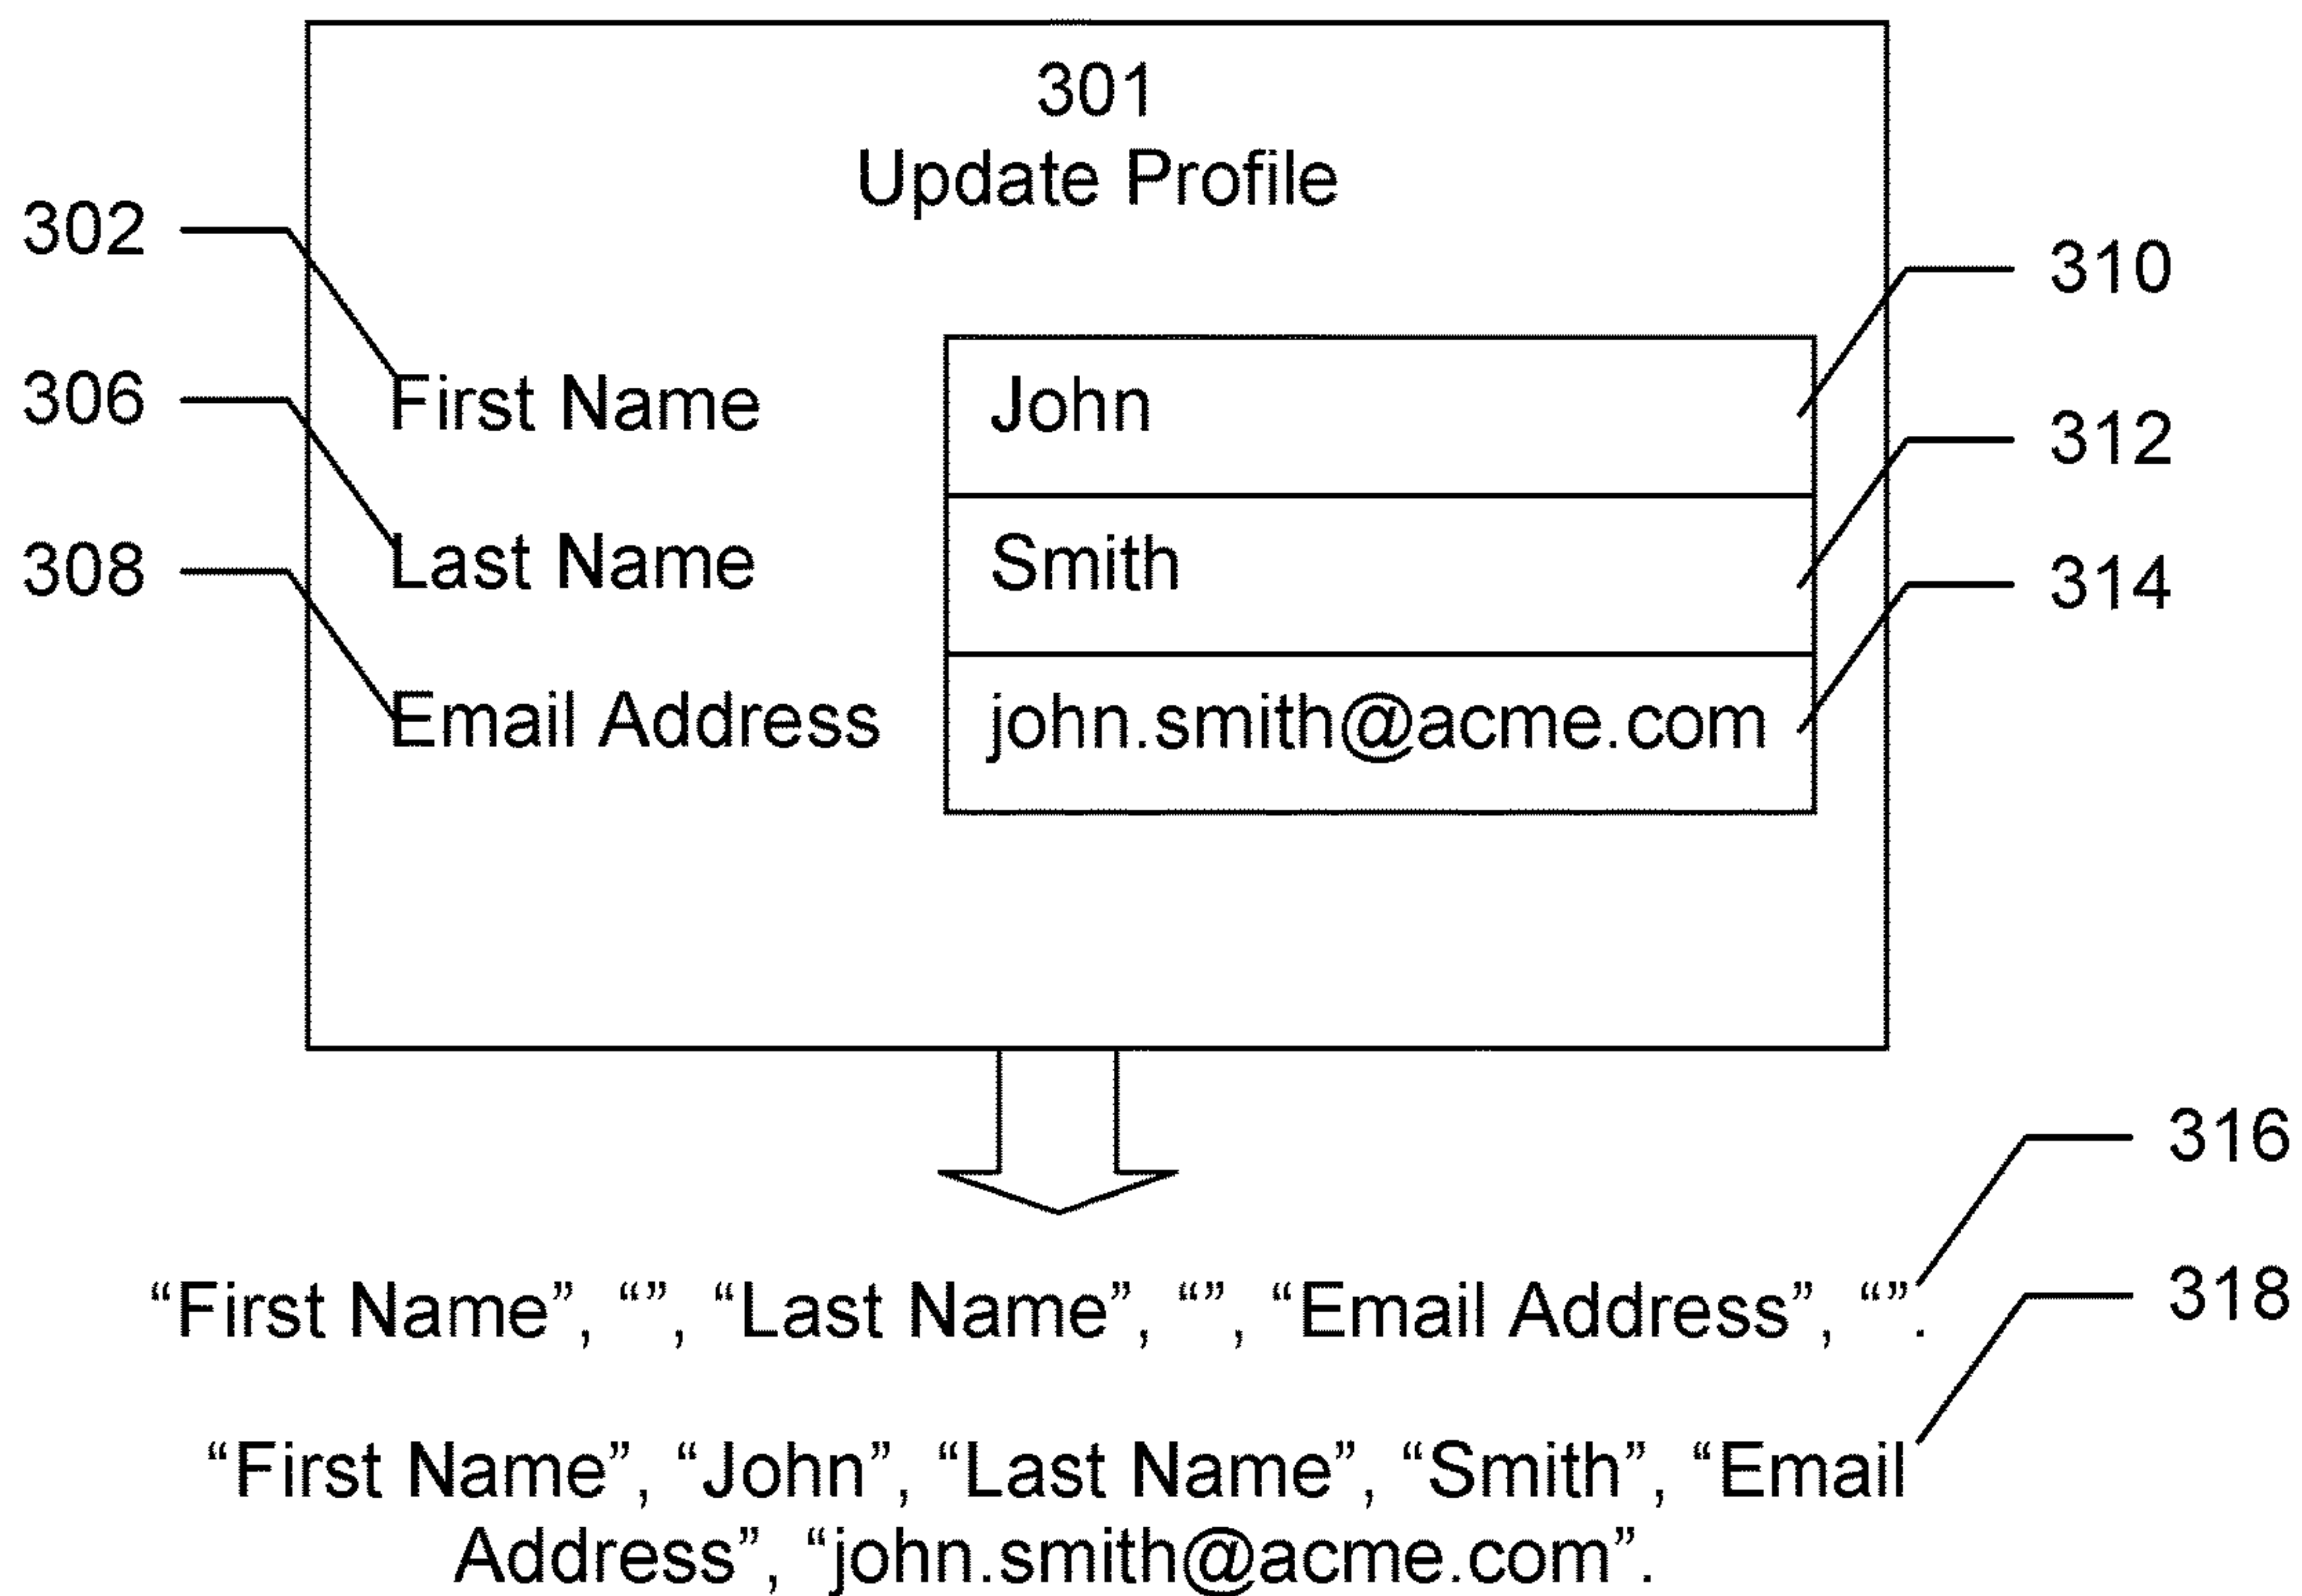 301
Update Profile
302
310
306
First Name
John
312
308
Last Name
Smith
314
Email Address
john.smith@acme.com
316
“First Name”, “”, “Last Name”, “”, “Email Address”, “”.
318
“First Name”, “John”, “Last Name”, “Smith”, “Email
Address”, “john.smith@acme.com”.